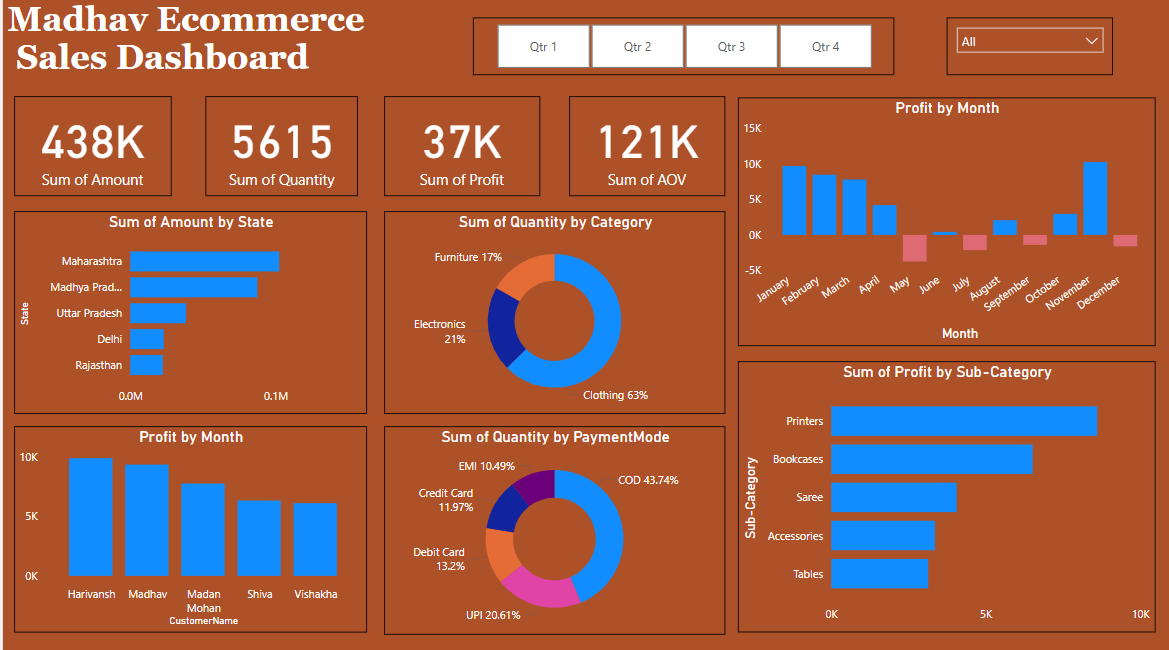 Madhav Ecommerce
Sales Dashboard
Qtr 1
Qtr 2
Qtr 3
Qtr 4
All
438K
Sum of Amount
5615
Sum of Quantity
37K
Sum of Profit
121K
Sum of AOV
Profit by Month
15K
10K
5K
0K
-5K
January
February
March
April
May
June
July
August
September
October
November
December
Month
Sum of Amount by State
State
Maharashtra
Madhya Prad...
Uttar Pradesh
Delhi
Rajasthan
0.0M
0.1M
Sum of Quantity by Category
Furniture 17%
Electronics
21%
Clothing 63%
Sum of Profit by Sub-Category
Sub-Category
Printers
Bookcases
Saree
Accessories
Tables
0K
5K
10K
Profit by Month
10K
5K
0K
Harivansh
Madhav
Madan
Mohan
Shiva
Vishakha
CustomerName
Sum of Quantity by PaymentMode
EMI 10.49%
COD 43.74%
Credit Card
11.97%
Debit Card
13.2%
UPI 20.61%